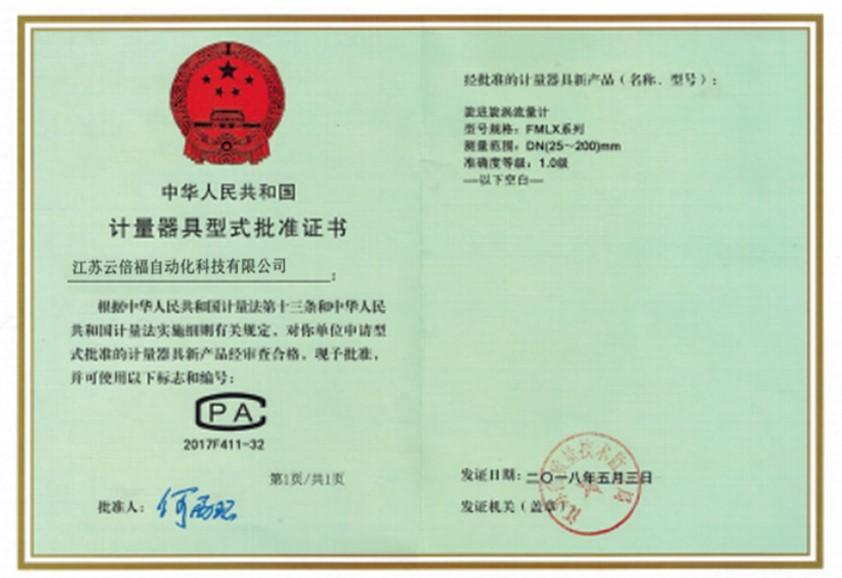 中华人民共和国
计量器具型式批准证书
江苏云倍福自动化科技有限公司：
根据中华人民共和国计量法第十三条和中华人民
共和国计量法实施细则有关规定，对你单位申请型
式批准的计量器具新产品经审查合格，现予批准，
并可使用以下标志和编号：
CPA
2017F411-32
第1页/共1页
批准人：
经批准的计量器具新产品（名称、型号）：
旋进旋涡流量计
型号规格：FMLX系列
测量范围：DN(25～200)mm
准确度等级：1.0级
—以下空白—
发证日期：二〇一八年五月三日
发证机关（盖章）